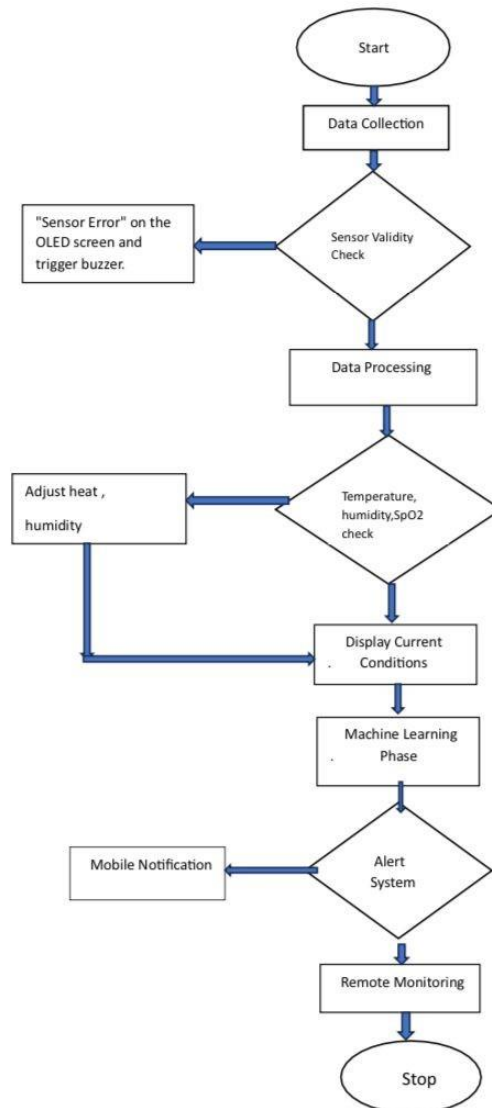 Start
Data Collection
"Sensor Error" on the
OLED screen and
trigger buzzer.
Sensor Validity
Check
Data Processing
Adjust heat ,
humidity
Temperature,
humidity,SpO2
check
Display Current
. Conditions
Machine Learning
. Phase
Mobile Notification
Alert
System
Remote Monitoring
Stop